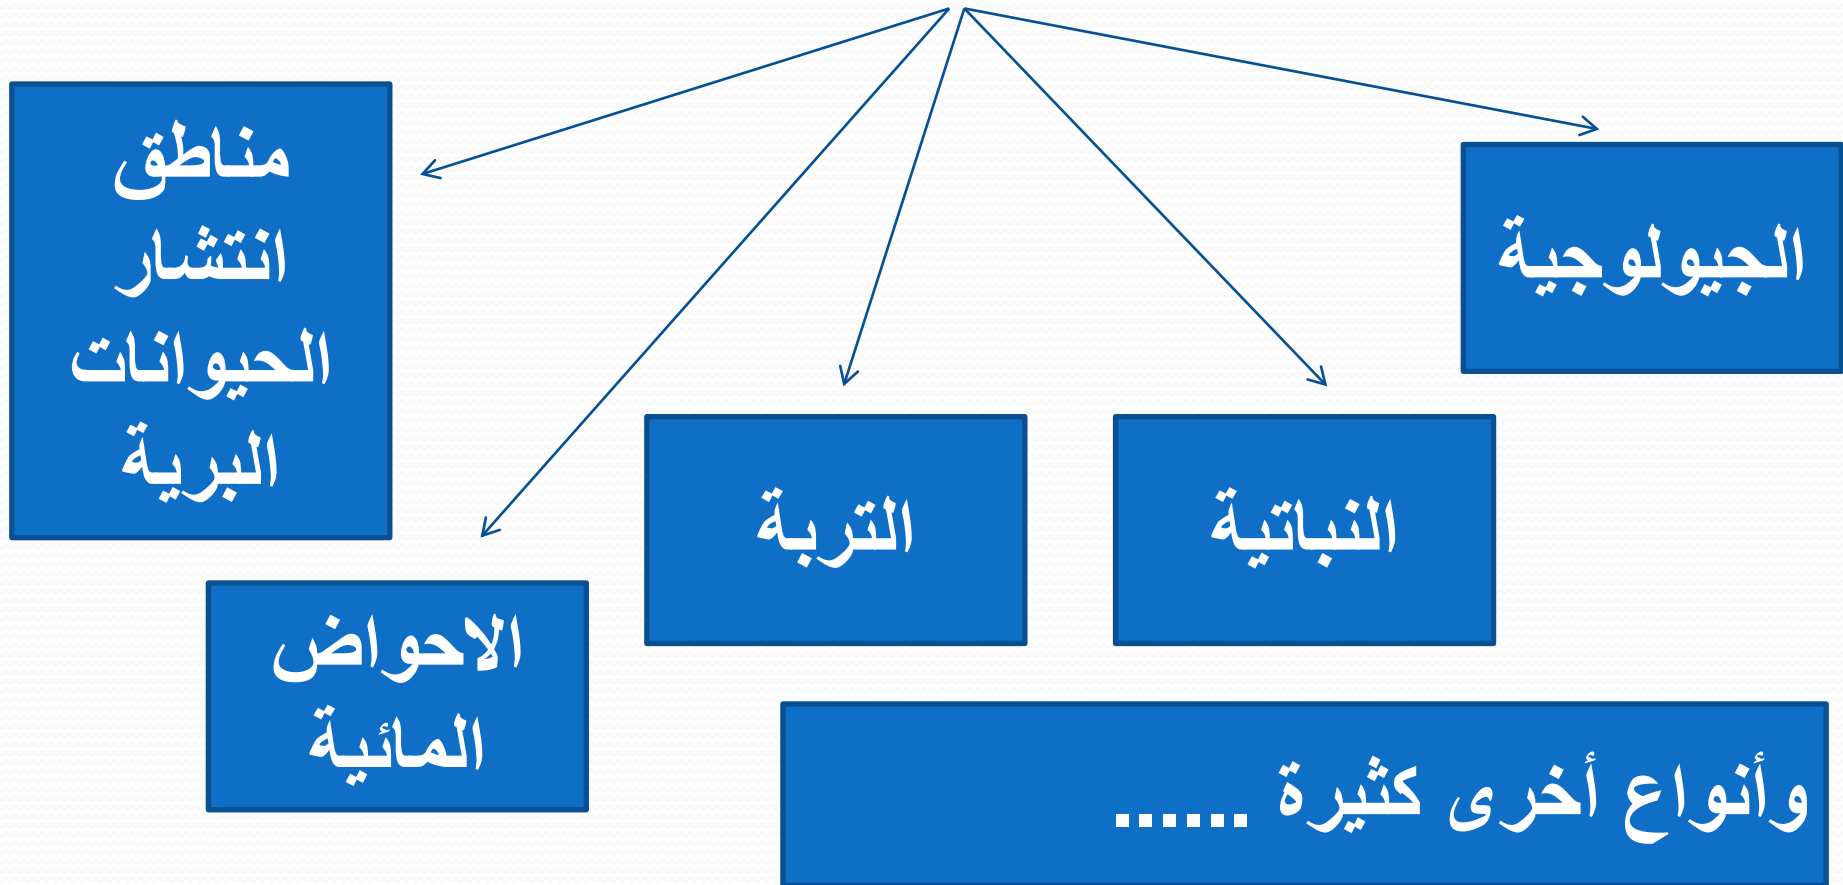 الجيولوجية
النباتية
التربة
الاحواض
المائية
مناطق
انتشار
الحيوانات
البرية
وأنواع أخرى كثيرة ......